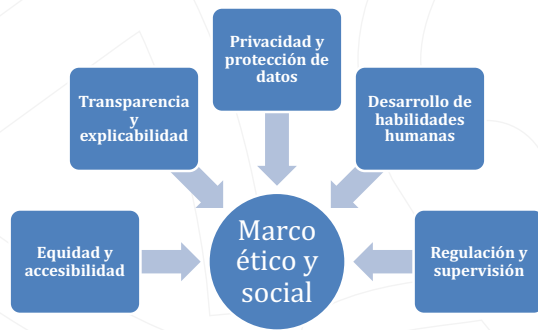 Privacidad y
protección de
datos
Transparencia
y
explicabilidad
Desarrollo de
habilidades
humanas
Equidad y
accesibilidad
Marco
ético y
social
Regulación y
supervisión